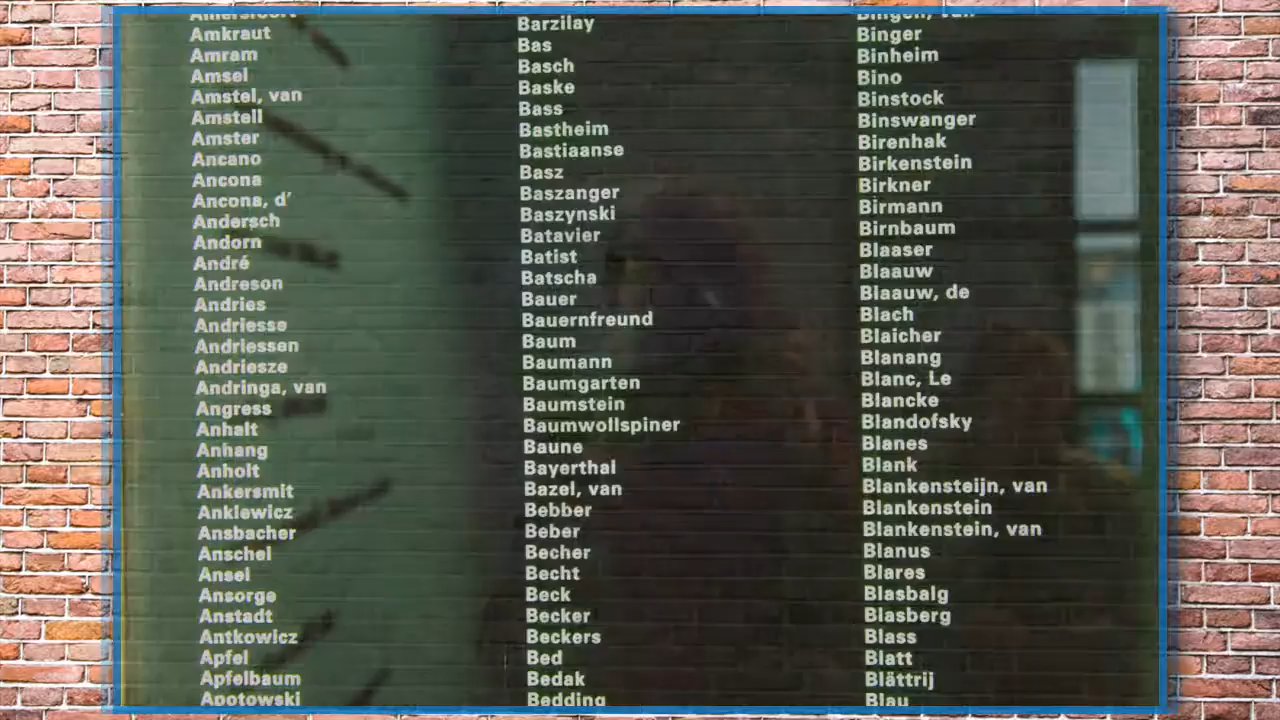 Amersfoort
Amkraut
Amram
Amsel
Amstel, van
Amstell
Amster
Ancano
Ancona
Ancona, d’
Andersch
Andorn
André
Andreson
Andries
Andriesse
Andriessen
Andriesze
Andringa, van
Angress
Anhalt
Anhang
Anholt
Ankersmit
Anklewicz
Ansbacher
Anschel
Ansel
Ansorge
Anstadt
Antkowicz
Apfel
Apfelbaum
Apotowski
Barzilay
Bas
Basch
Baske
Bass
Bastheim
Bastiaanse
Basz
Baszanger
Baszynski
Batavier
Batist
Batscha
Bauer
Bauernfreund
Baum
Baumann
Baumgarten
Baumstein
Baumwollspiner
Baune
Bayerthal
Bazel, van
Bebber
Beber
Becher
Becht
Beck
Becker
Beckers
Bed
Bedak
Bedding
Bingen, van
Binger
Binheim
Bino
Binstock
Binswanger
Birenhak
Birkenstein
Birkner
Birmann
Birnbaum
Blaaser
Blaauw
Blaauw, de
Blach
Blaicher
Blanang
Blanc, Le
Blancke
Blandofsky
Blanes
Blank
Blankensteijn, van
Blankenstein
Blankenstein, van
Blanus
Blares
Blasbalg
Blasberg
Blass
Blatt
Blättrij
Blau